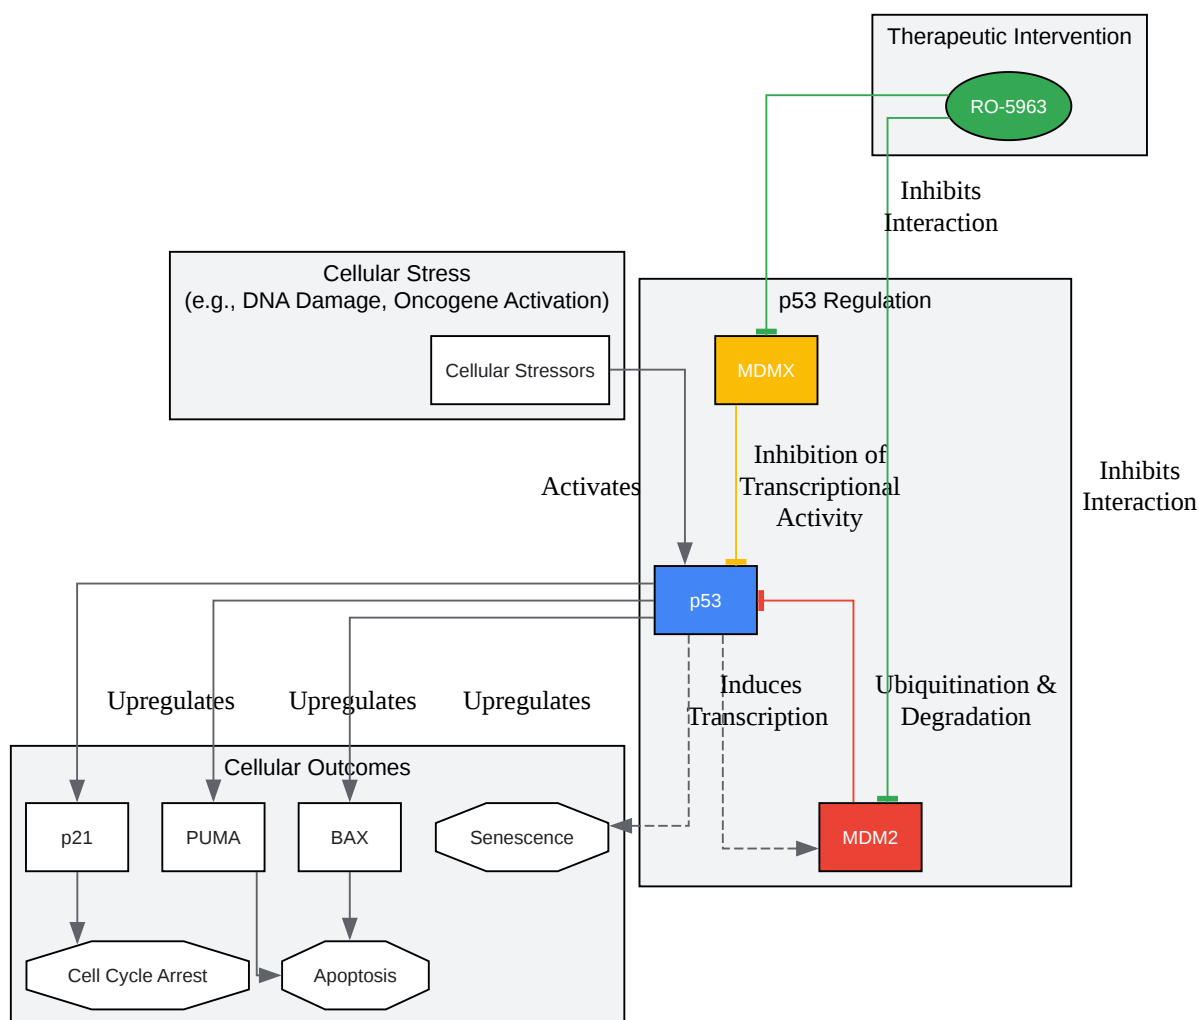 Therapeutic Intervention
RO-5963
Inhibits
Interaction
Cellular Stress
(e.g., DNA Damage, Oncogene Activation)
Cellular Stressors
p53 Regulation
MDMX
Activates
Inhibition of
Transcriptional
Activity
Inhibits
Interaction
p53
Upregulates
Upregulates
Upregulates
Induces
Transcription
Ubiquitination &
Degradation
Cellular Outcomes
p21
PUMA
BAX
Senescence
MDM2
Cell Cycle Arrest
Apoptosis